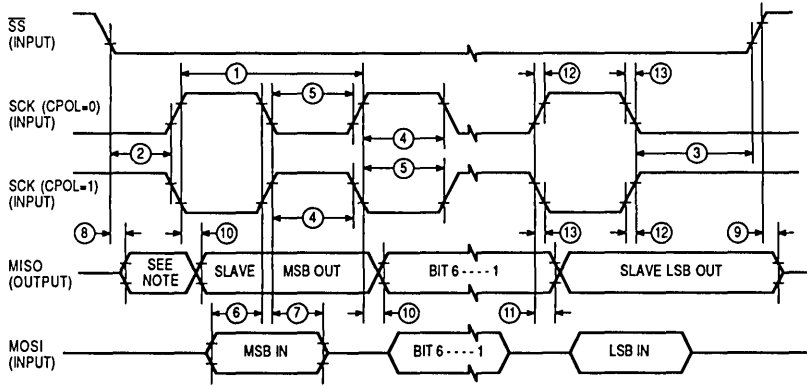 SS
(INPUT)
SCK (CPOL=0)
(INPUT)
SCK (CPOL=1)
(INPUT)
MISO
(OUTPUT)
MOSI
(INPUT)
1
5
12
13
2
4
3
5
4
13
12
8
10
9
SEE
NOTE
SLAVE MSB OUT
BIT 6 - - - - 1
SLAVE LSB OUT
6
7
10
11
MSB IN
BIT 6 - - - - 1
LSB IN